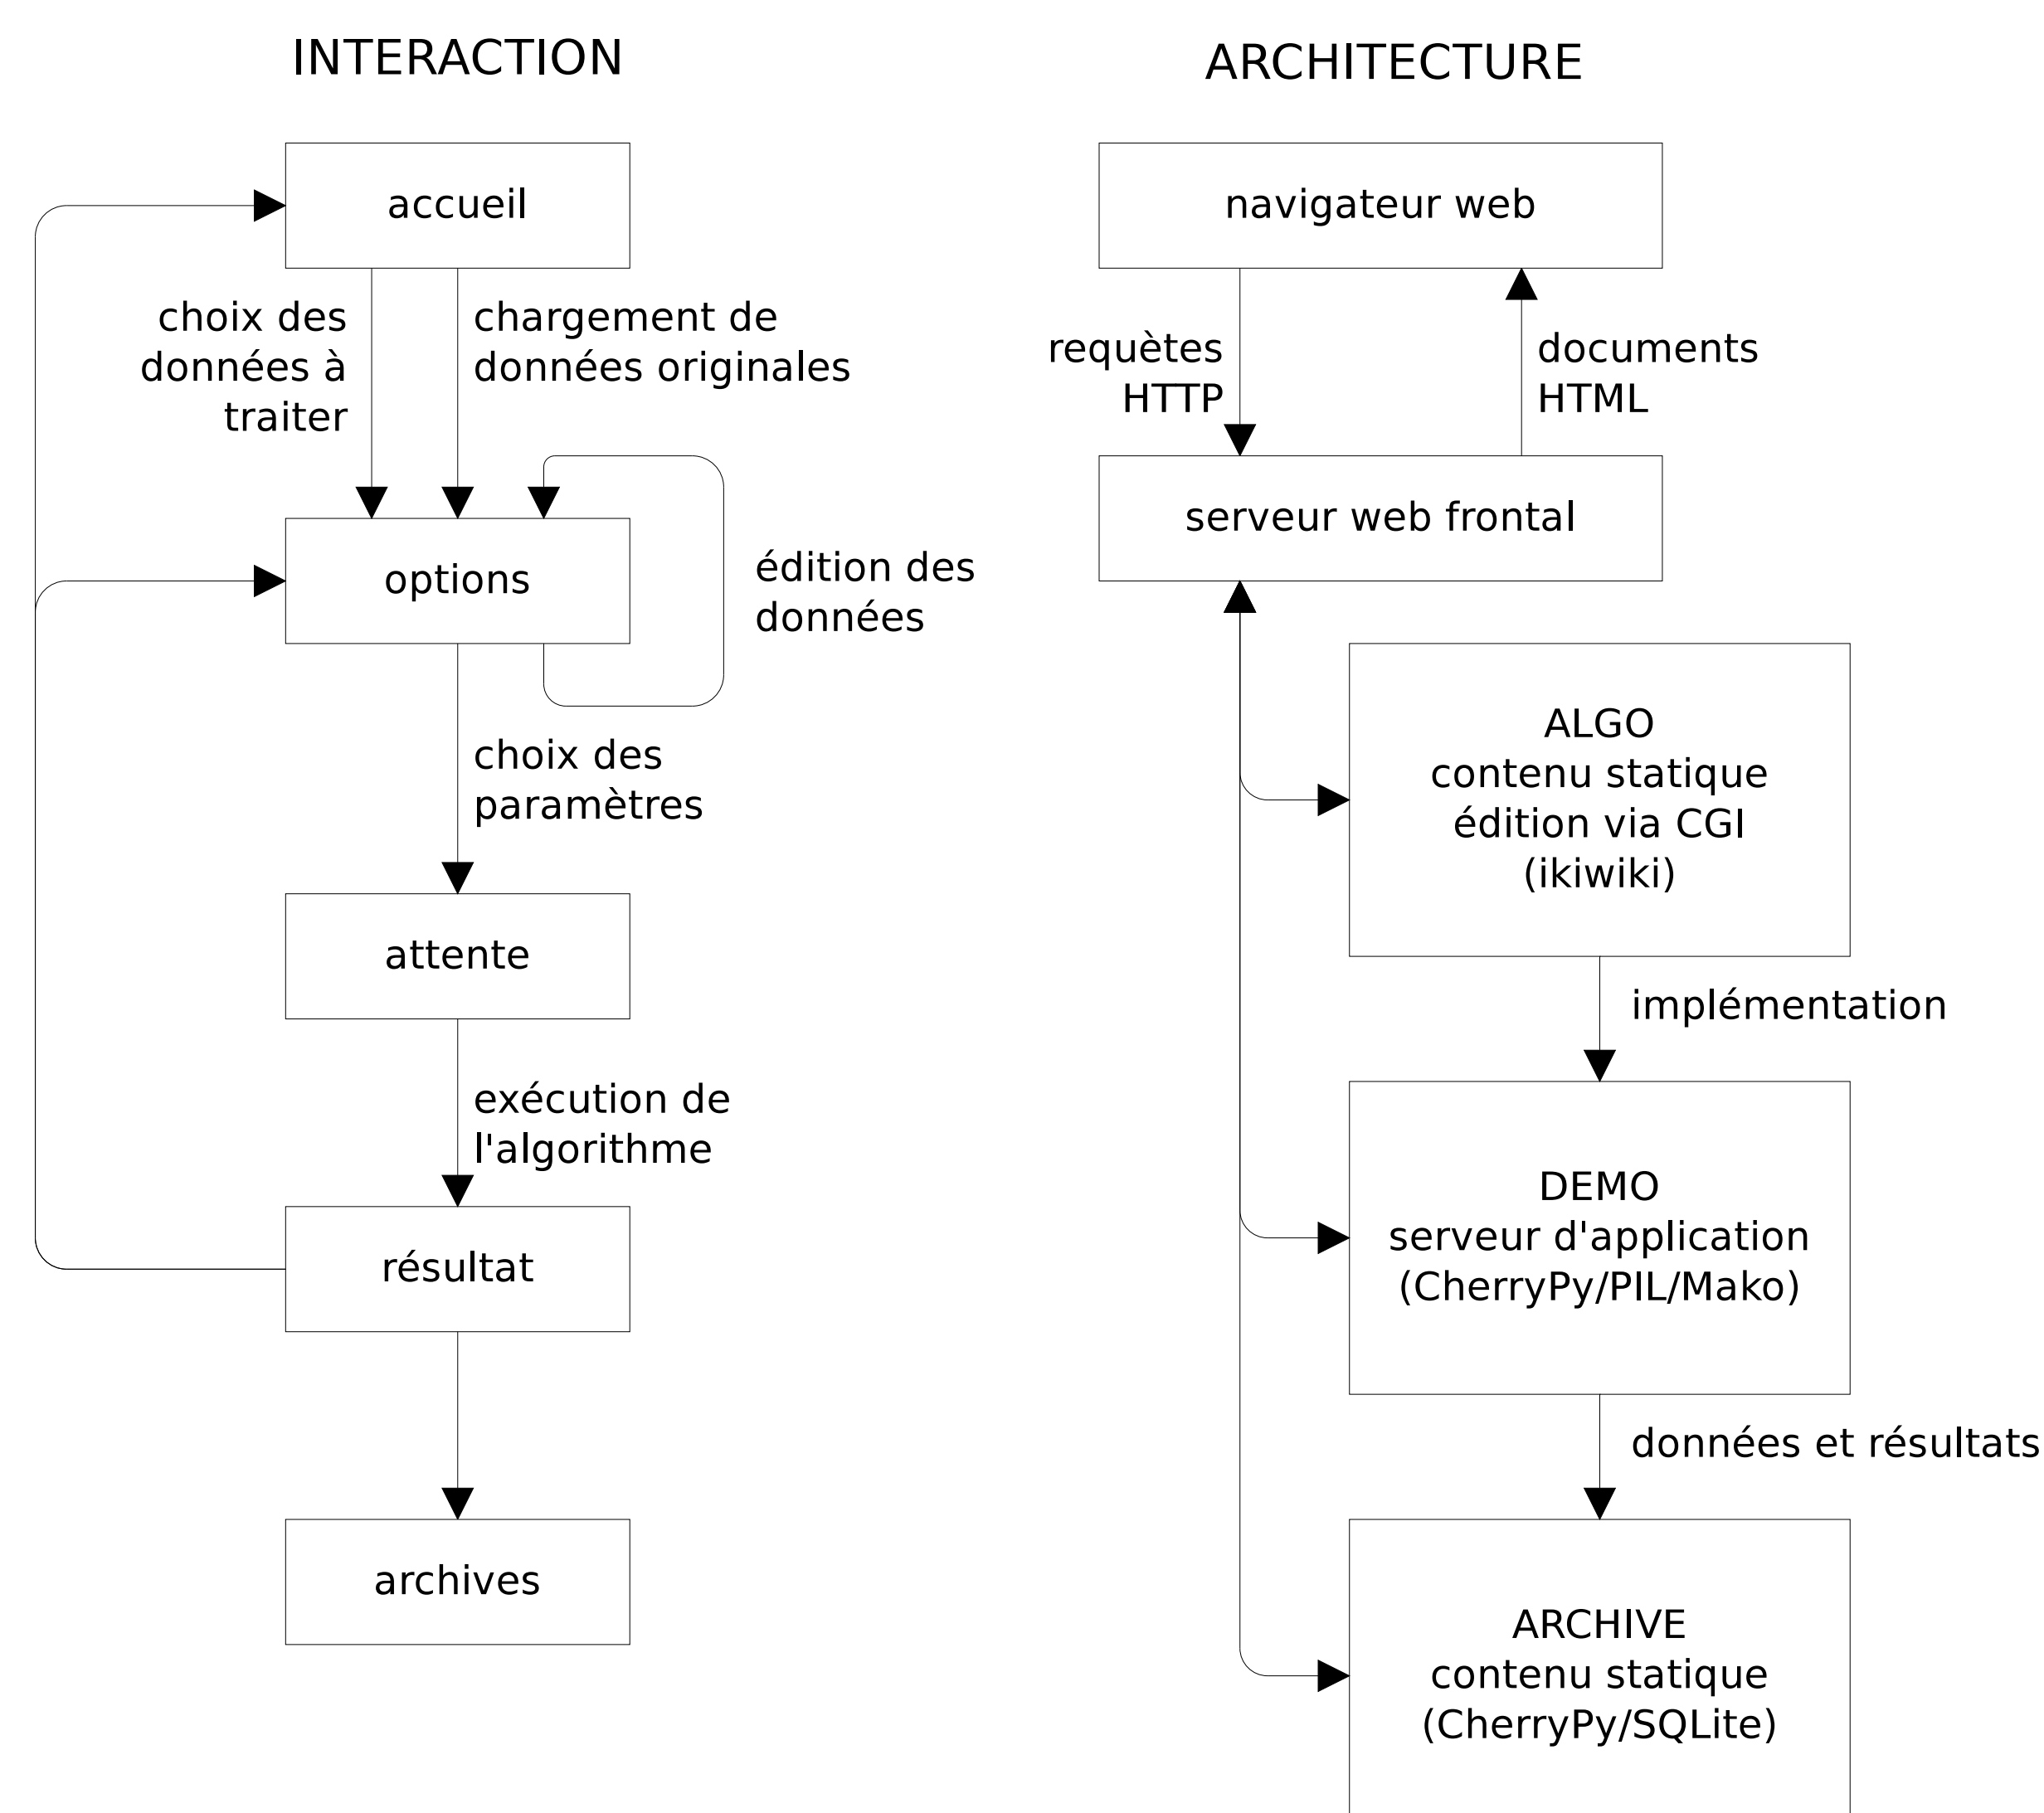 INTERACTION
accueil
choix des
données à
traiter
chargement de
données originales
options
édition des
données
choix des
paramètres
attente
exécution de
l'algorithme
résultat
archives
ARCHITECTURE
navigateur web
requètes
HTTP
documents
HTML
serveur web frontal
ALGO
contenu statique
édition via CGI
(ikiwiki)
implémentation
DEMO
serveur d'application
(CherryPy/PIL/Mako)
données et résultats
ARCHIVE
contenu statique
(CherryPy/SQLite)